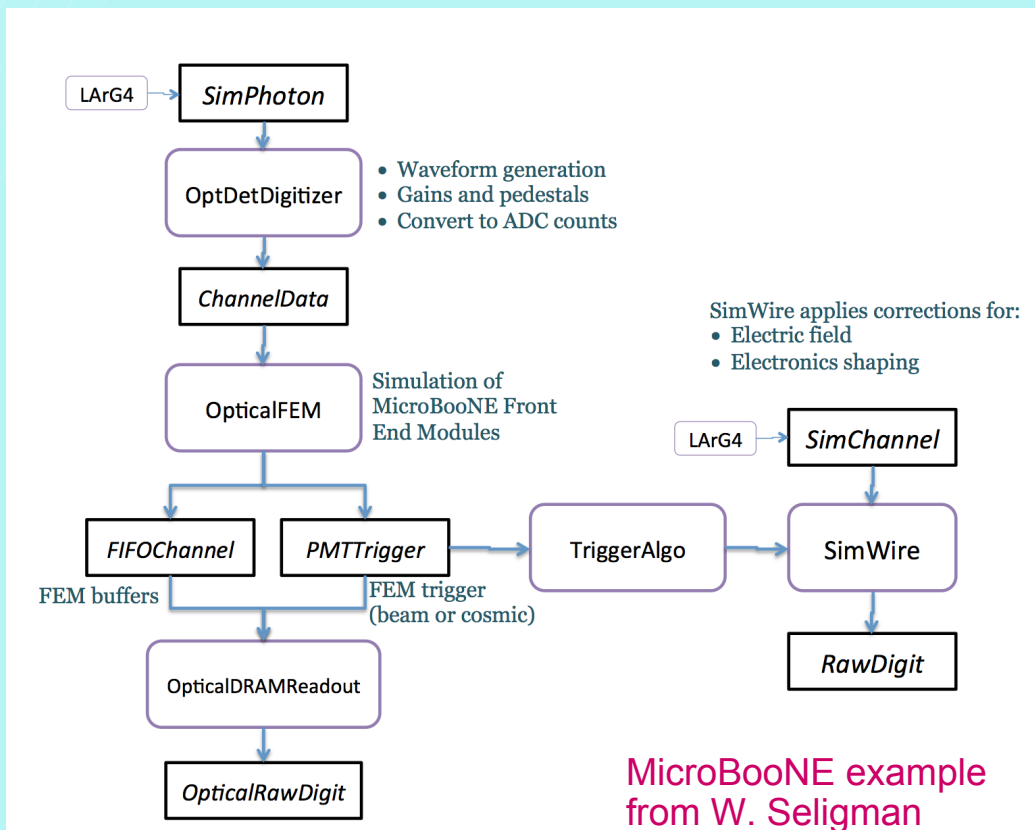 LArG4
SimPhoton
OptDetDigitizer
• Waveform generation
• Gains and pedestals
• Convert to ADC counts
ChannelData
SimWire applies corrections for:
• Electric field
• Electronics shaping
OpticalFEM
Simulation of
MicroBooNE Front
End Modules
LArG4
SimChannel
FIFOChannel
PMTTrigger
TriggerAlgo
SimWire
FEM buffers
FEM trigger
(beam or cosmic)
OpticalDRAMReadout
RawDigit
OpticalRawDigit
MicroBooNE example
from W. Seligman